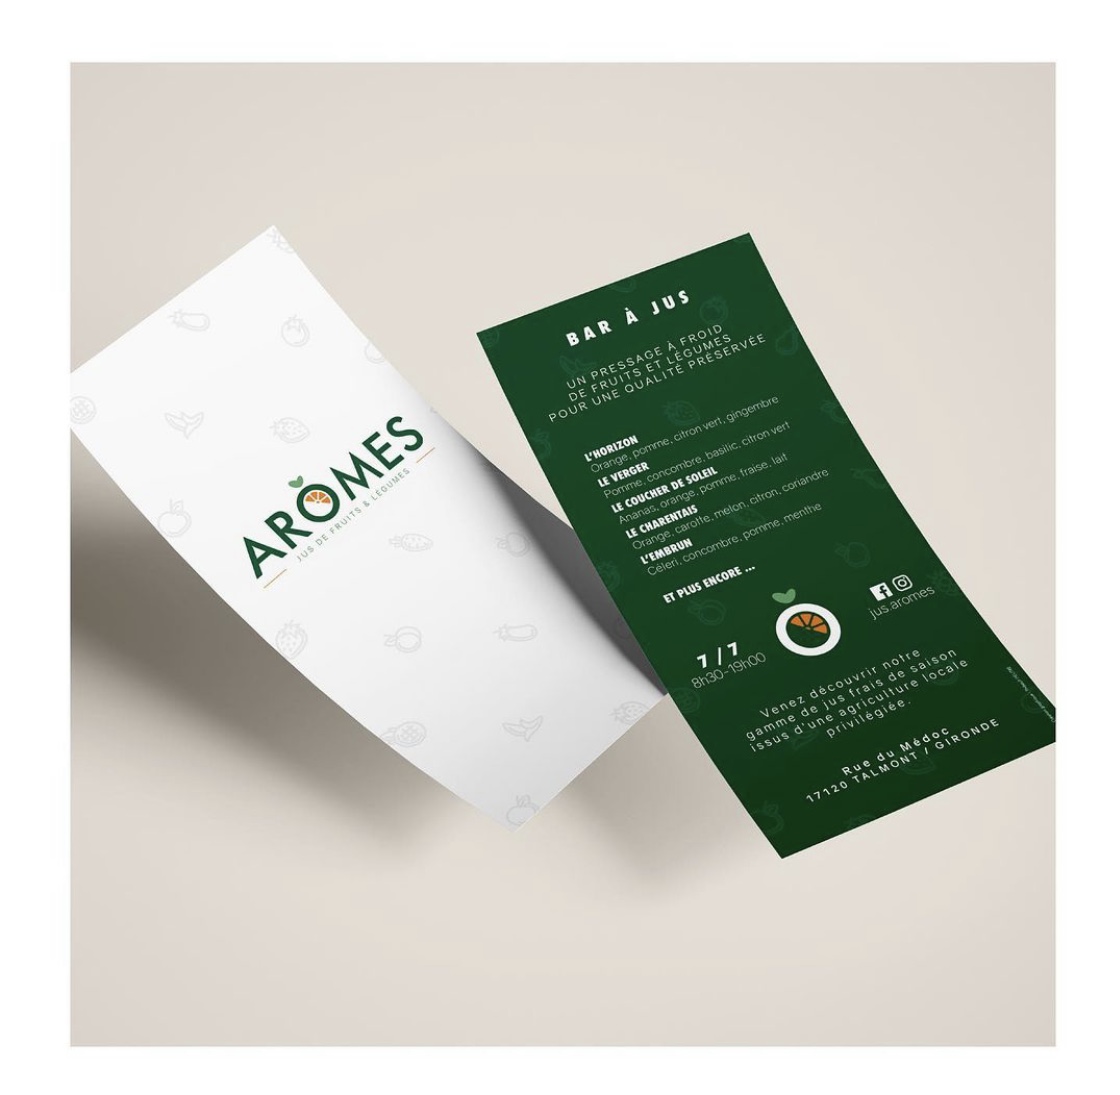 ARÔMES
JUS DE FRUITS & LÉGUMES
BAR À JUS
UN PRESSAGE À FROID
DE FRUITS ET LÉGUMES
POUR UNE QUALITÉ PRÉSERVÉE
L'HORIZON
Orange, pomme, citron vert, gingembre
LE VERGER
Pomme, concombre, basilic, citron vert
LE COUCHER DE SOLEIL
Ananas, orange, pomme, fraise, lait
LE CHARENTAIS
Orange, carotte, melon, citron, coriandre
L'EMBRUN
Céleri, concombre, pomme, menthe
ET PLUS ENCORE ...
7/7
8h30-19h00
jus.aromes
Venez découvrir notre
gamme de jus frais de saison
issus d'une agriculture locale
privilégiée.
Rue du Médoc
17120 TALMONT / GIRONDE